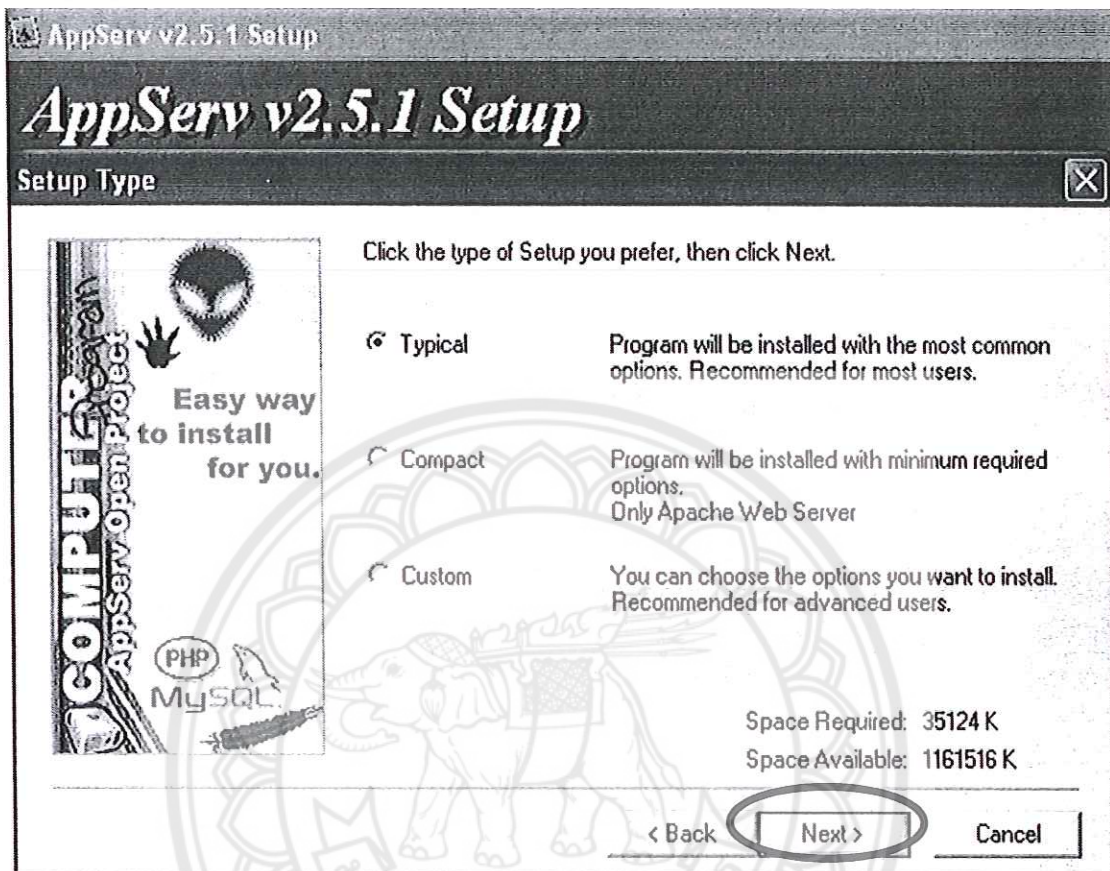 AppServ v2.5.1 Setup
AppServ v2.5.1 Setup
Setup Type
Click the type of Setup you prefer, then click Next.
Typical
Program will be installed with the most common
options. Recommended for most users.
Compact
Program will be installed with minimum required
options.
Only Apache Web Server
Custom
You can choose the options you want to install.
Recommended for advanced users.
COMPUTER
AppServ Open Project
Easy way
to install
for you.
PHP
MySQL
Space Required: 35124 K
Space Available: 1161516 K
< Back
Next >
Cancel